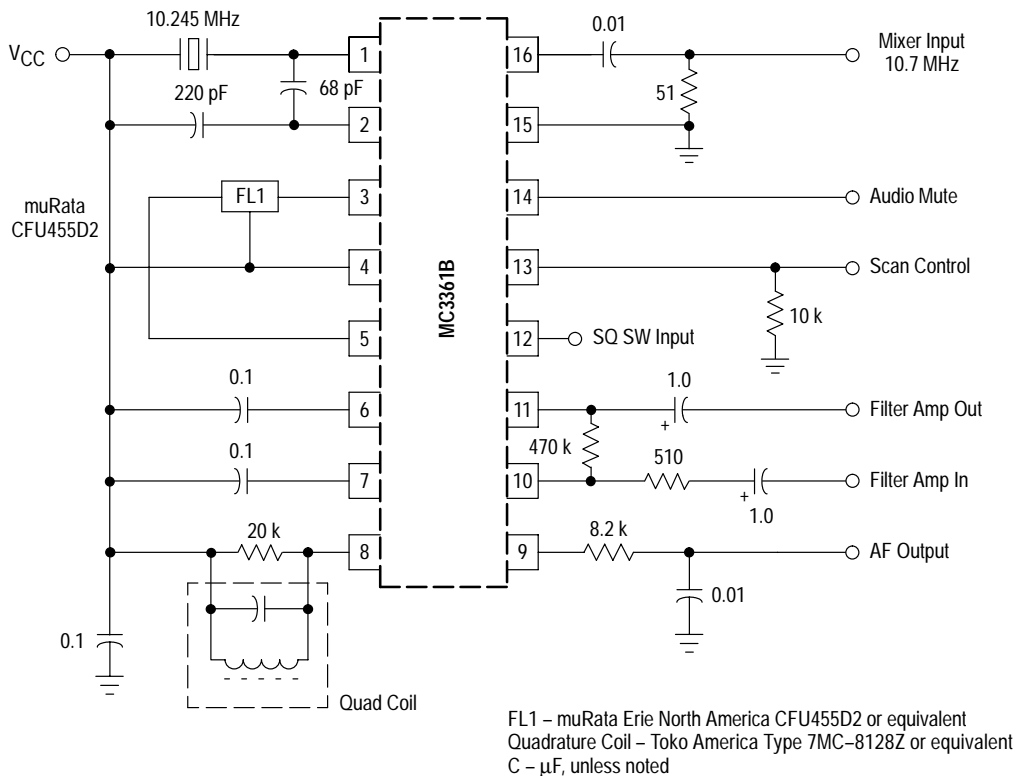 10.245 MHz
VCC
220 pF
68 pF
muRata
CFU455D2
FL1
0.1
0.1
20 k
0.1
Quad Coil
1
2
3
4
5
6
7
8
MC3361B
16
15
14
13
12
11
10
9
0.01
51
Mixer Input
10.7 MHz
Audio Mute
Scan Control
10 k
SQ SW Input
1.0
+
Filter Amp Out
470 k
510
+
1.0
Filter Amp In
8.2 k
AF Output
0.01
FL1 – muRata Erie North America CFU455D2 or equivalent
Quadrature Coil – Toko America Type 7MC–8128Z or equivalent
C – µF, unless noted